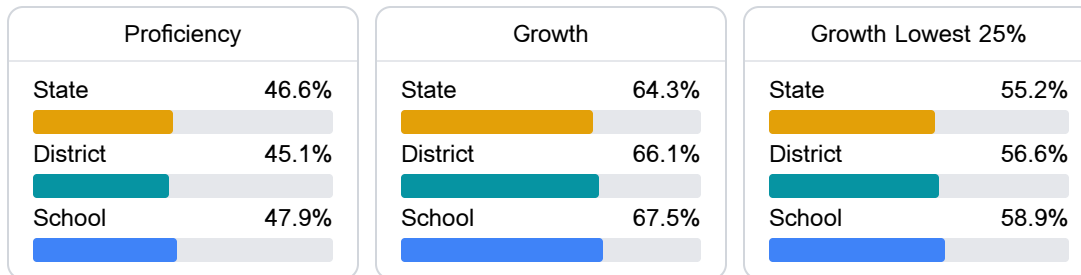 Proficiency
State 46.6%
District 45.1%
School 47.9%
Growth
State 64.3%
District 66.1%
School 67.5%
Growth Lowest 25%
State 55.2%
District 56.6%
School 58.9%